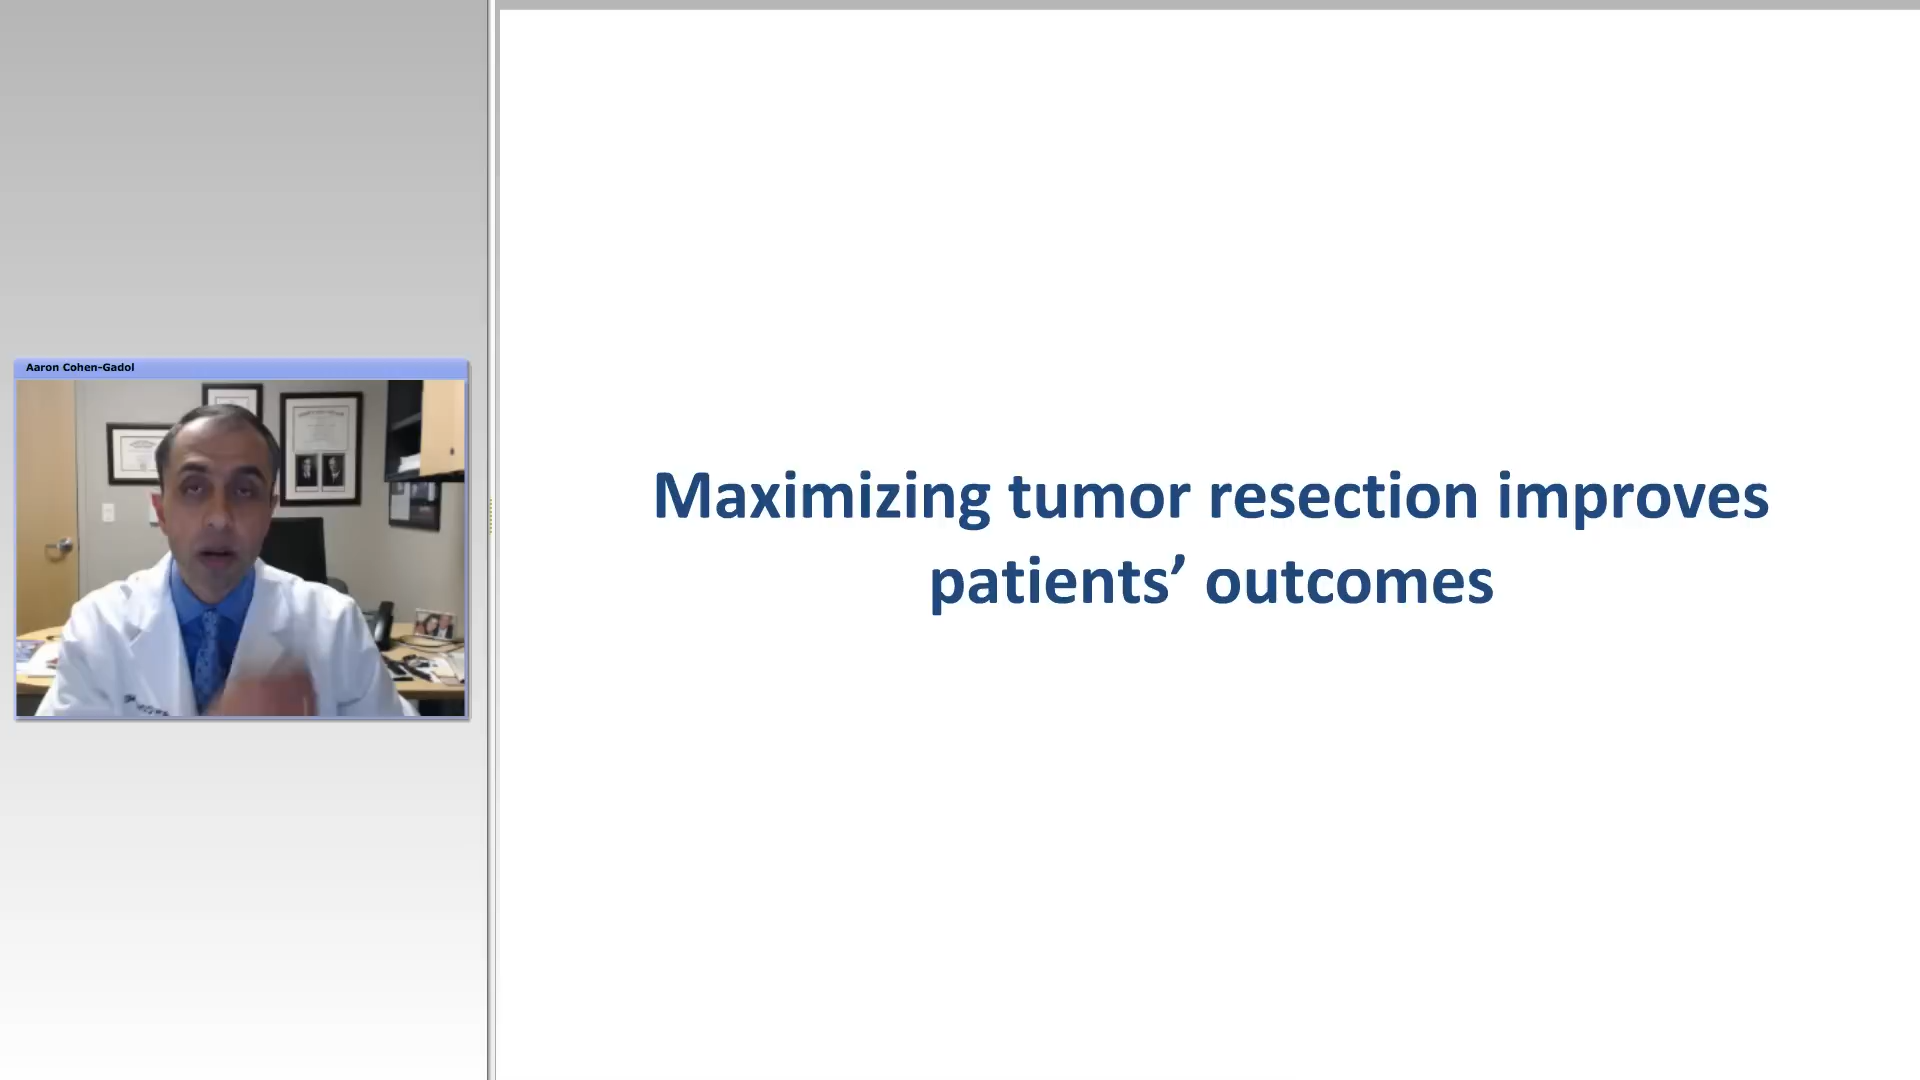 Aaron Cohen-Gadol
Maximizing tumor resection improves
patients’ outcomes